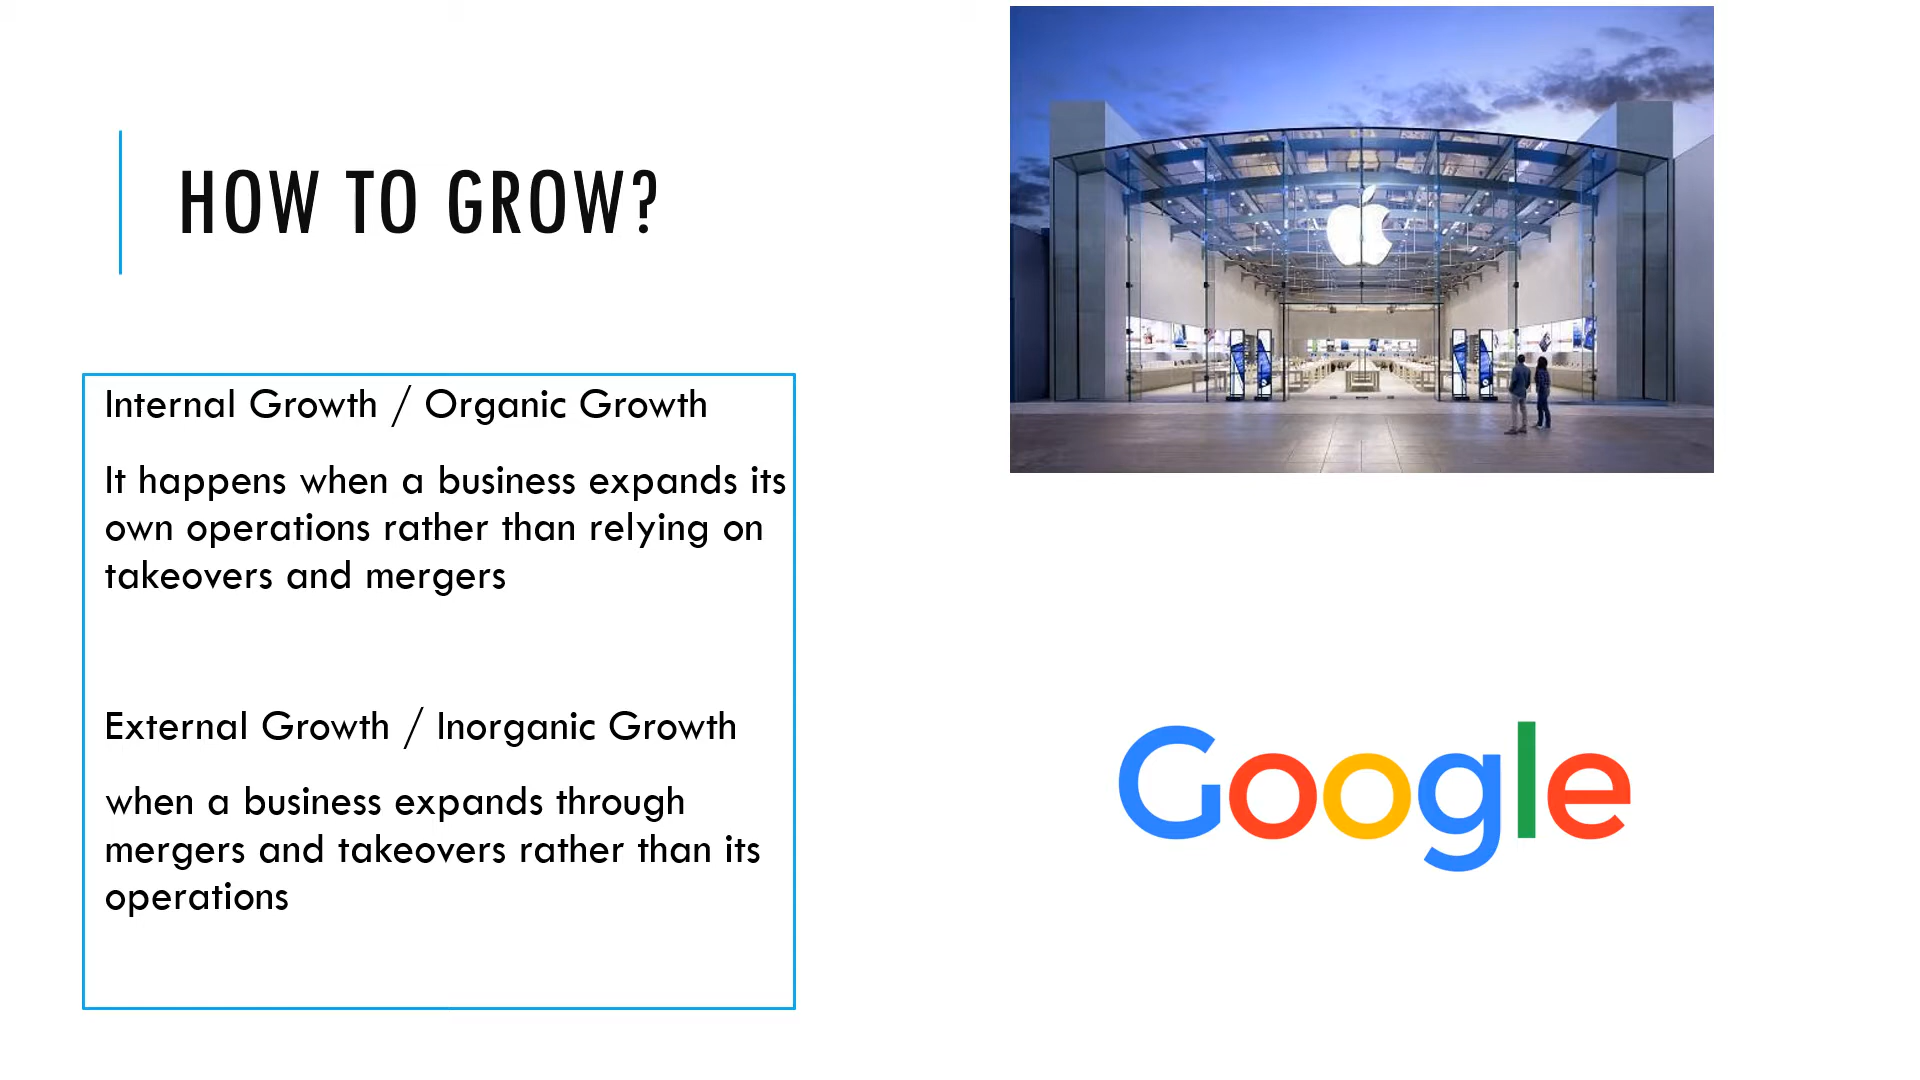 HOW TO GROW?
Internal Growth / Organic Growth
It happens when a business expands its
own operations rather than relying on
takeovers and mergers
External Growth / Inorganic Growth
when a business expands through
mergers and takeovers rather than its
operations
Google